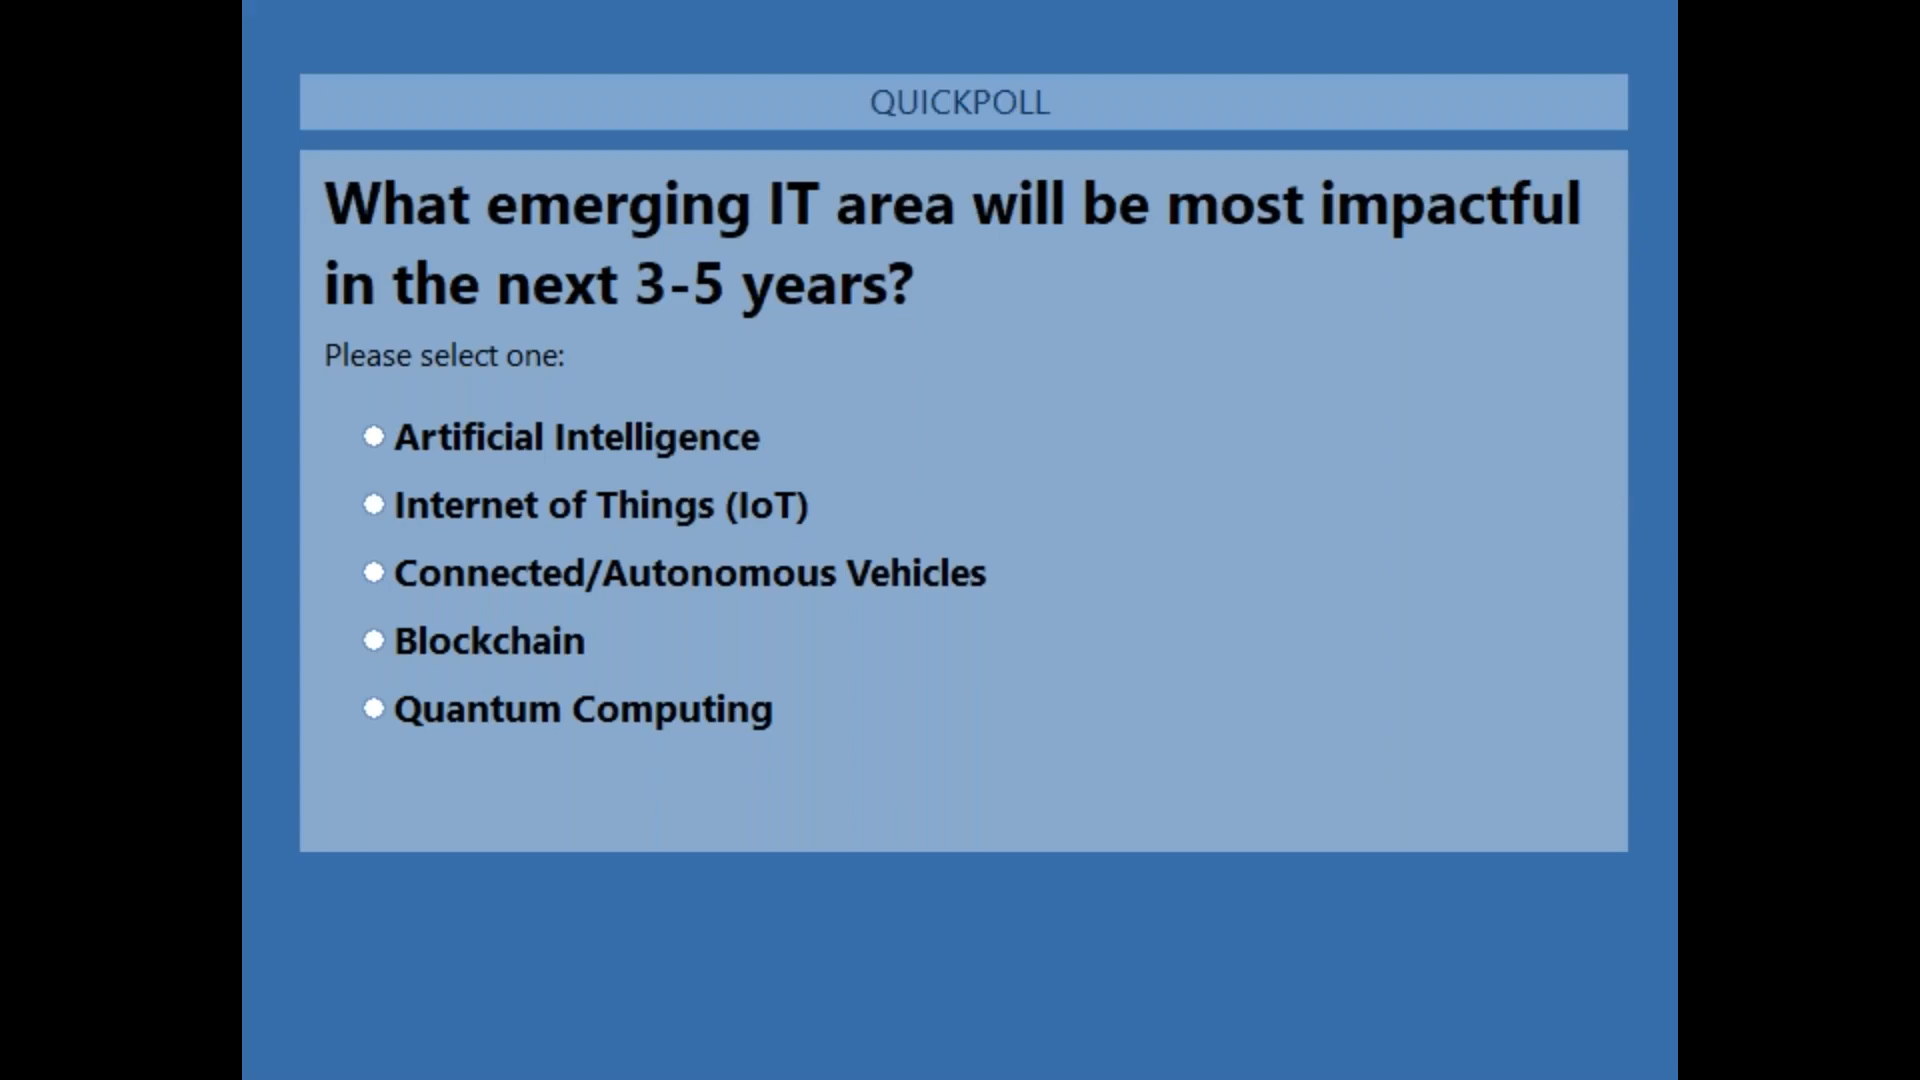 QUICKPOLL
What emerging IT area will be most impactful
in the next 3-5 years?
Please select one:
Artificial Intelligence
Internet of Things (IoT)
Connected/Autonomous Vehicles
Blockchain
Quantum Computing